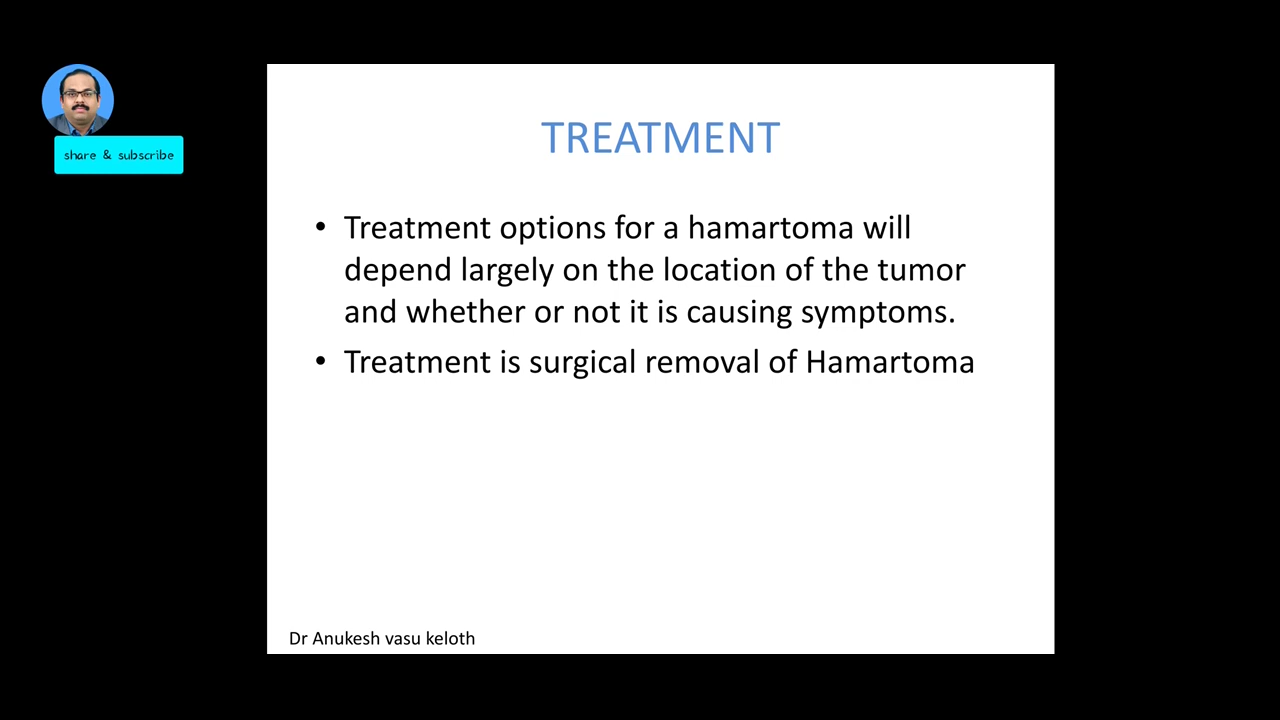 share & subscribe
TREATMENT
• Treatment options for a hamartoma will
depend largely on the location of the tumor
and whether or not it is causing symptoms.
• Treatment is surgical removal of Hamartoma
Dr Anukesh vasu keloth